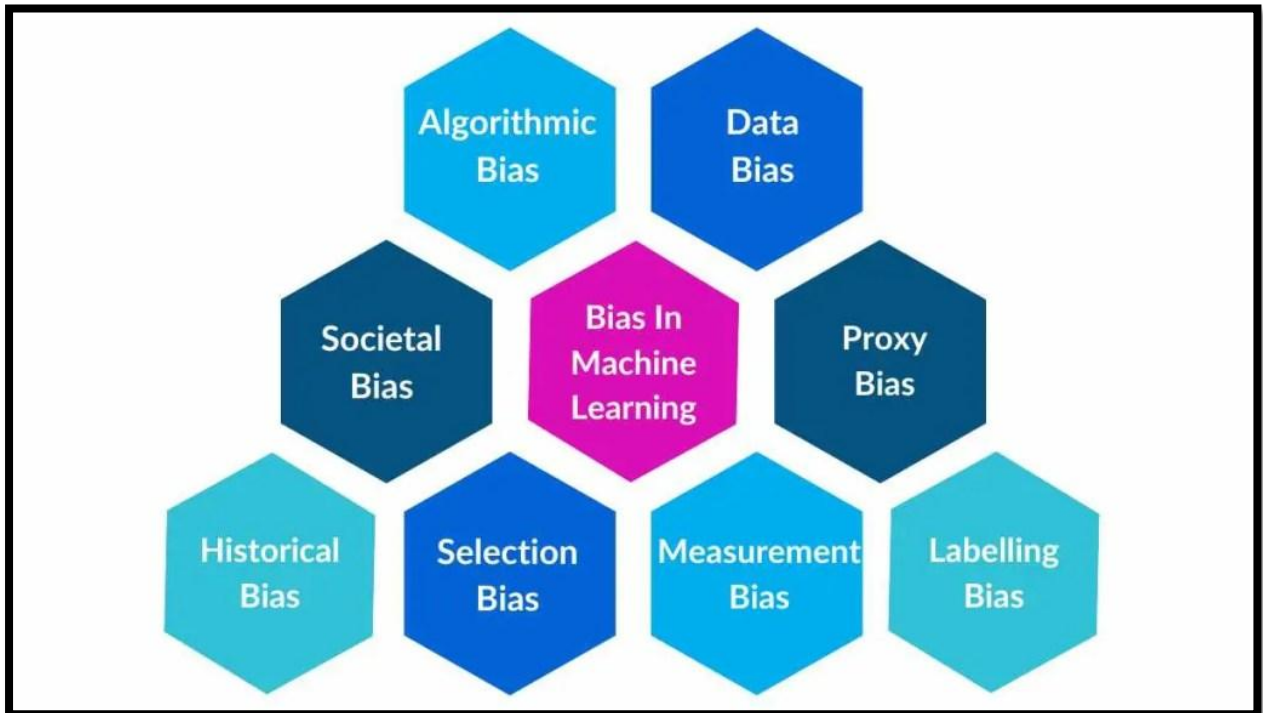 Algorithmic
Bias
Data
Bias
Societal
Bias
Bias In
Machine
Learning
Proxy
Bias
Historical
Bias
Selection
Bias
Measurement
Bias
Labelling
Bias